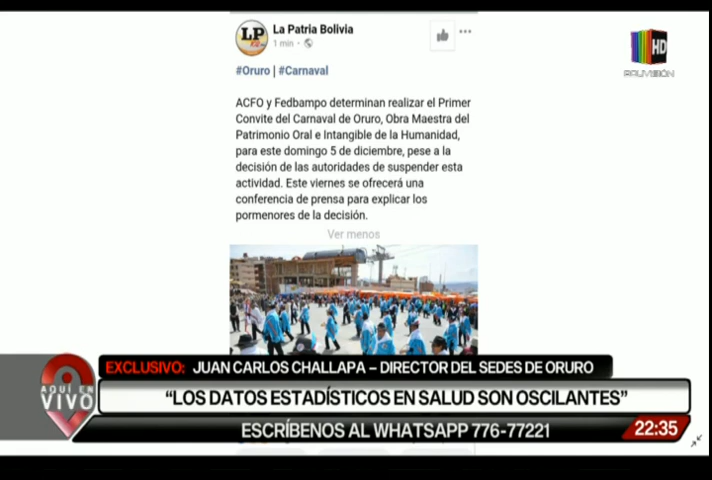 LP
La Patria Bolivia
1 min
#Oruro | #Carnaval
ACFO y Fedbampo determinan realizar el Primer
Convite del Carnaval de Oruro, Obra Maestra del
Patrimonio Oral e Intangible de la Humanidad,
para este domingo 5 de diciembre, pese a la
decisión de las autoridades de suspender esta
actividad. Este viernes se ofrecerá una
conferencia de prensa para explicar los
pormenores de la decisión.
Ver menos
HD
BOLIVISIÓN
EXCLUSIVO: JUAN CARLOS CHALLAPA – DIRECTOR DEL SEDES DE ORURO
AQUÍ EN
VIVO
“LOS DATOS ESTADÍSTICOS EN SALUD SON OSCILANTES”
ESCRÍBENOS AL WHATSAPP 776-77221
22:35